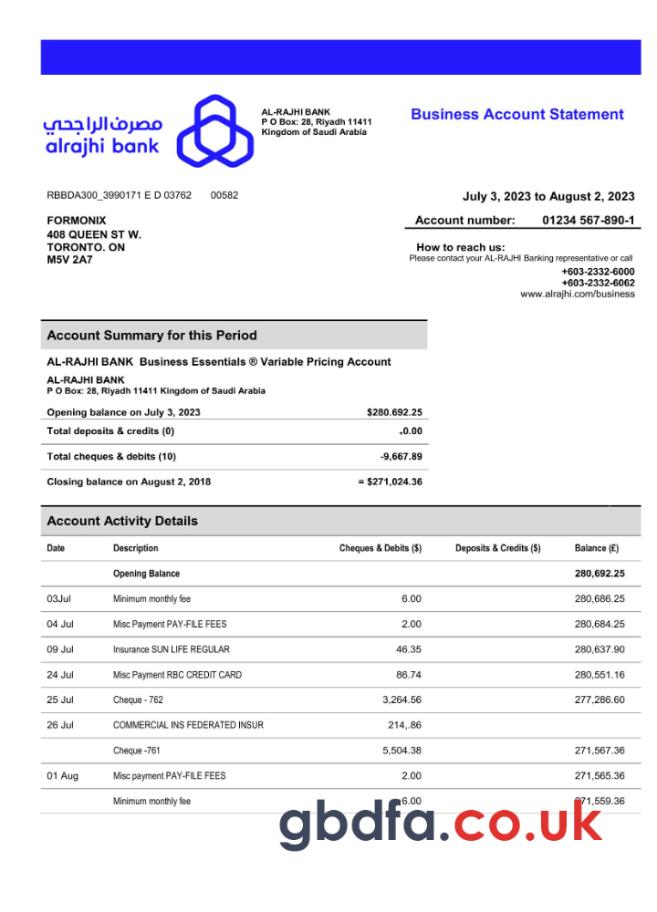 مصرف الراجحي
alrajhi bank
AL-RAJHI BANK
P O Box: 28, Riyadh 11411
Kingdom of Saudi Arabia
Business Account Statement
RBBDA300_3990171 E D 03762 00582
July 3, 2023 to August 2, 2023
FORMONIX
408 QUEEN ST W.
TORONTO. ON
M5V 2A7
Account number: 01234 567-890-1
How to reach us:
Please contact your AL-RAJHI Banking representative or call
+603-2332-6000
+603-2332-6062
www.alrajhi.com/business
Account Summary for this Period
AL-RAJHI BANK Business Essentials ® Variable Pricing Account
AL-RAJHI BANK
P O Box: 28, Riyadh 11411 Kingdom of Saudi Arabia
Opening balance on July 3, 2023 $280.692.25
Total deposits & credits (0) .0.00
Total cheques & debits (10) -9,667.89
Closing balance on August 2, 2018 = $271,024.36
Account Activity Details
Date Description Cheques & Debits ($) Deposits & Credits ($) Balance (£)
Opening Balance 280,692.25
03Jul Minimum monthly fee 6.00 280,686.25
04 Jul Misc Payment PAY-FILE FEES 2.00 280,684.25
09 Jul Insurance SUN LIFE REGULAR 46.35 280,637.90
24 Jul Misc Payment RBC CREDIT CARD 86.74 280,551.16
25 Jul Cheque - 762 3,264.56 277,286.60
26 Jul COMMERCIAL INS FEDERATED INSUR 214,.86
Cheque -761 5,504.38 271,567.36
01 Aug Misc payment PAY-FILE FEES 2.00 271,565.36
Minimum monthly fee 6.00 271,559.36
gbdfa.co.uk